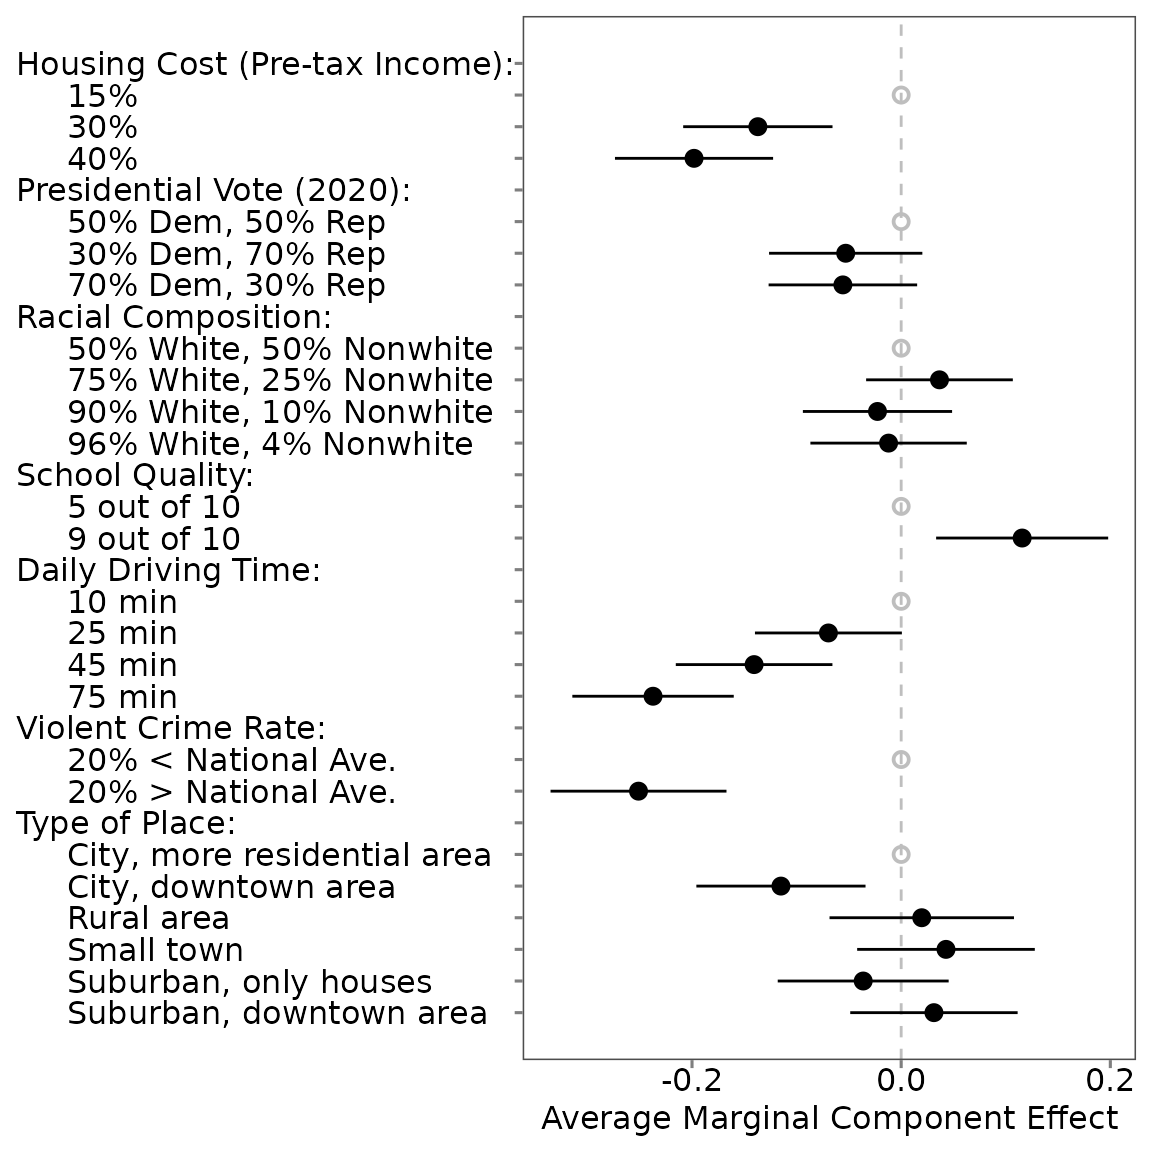 Housing Cost (Pre-tax Income):
15%
30%
40%
Presidential Vote (2020):
50% Dem, 50% Rep
30% Dem, 70% Rep
70% Dem, 30% Rep
Racial Composition:
50% White, 50% Nonwhite
75% White, 25% Nonwhite
90% White, 10% Nonwhite
96% White, 4% Nonwhite
School Quality:
5 out of 10
9 out of 10
Daily Driving Time:
10 min
25 min
45 min
75 min
Violent Crime Rate:
20% < National Ave.
20% > National Ave.
Type of Place:
City, more residential area
City, downtown area
Rural area
Small town
Suburban, only houses
Suburban, downtown area
-0.2 0.0 0.2
Average Marginal Component Effect